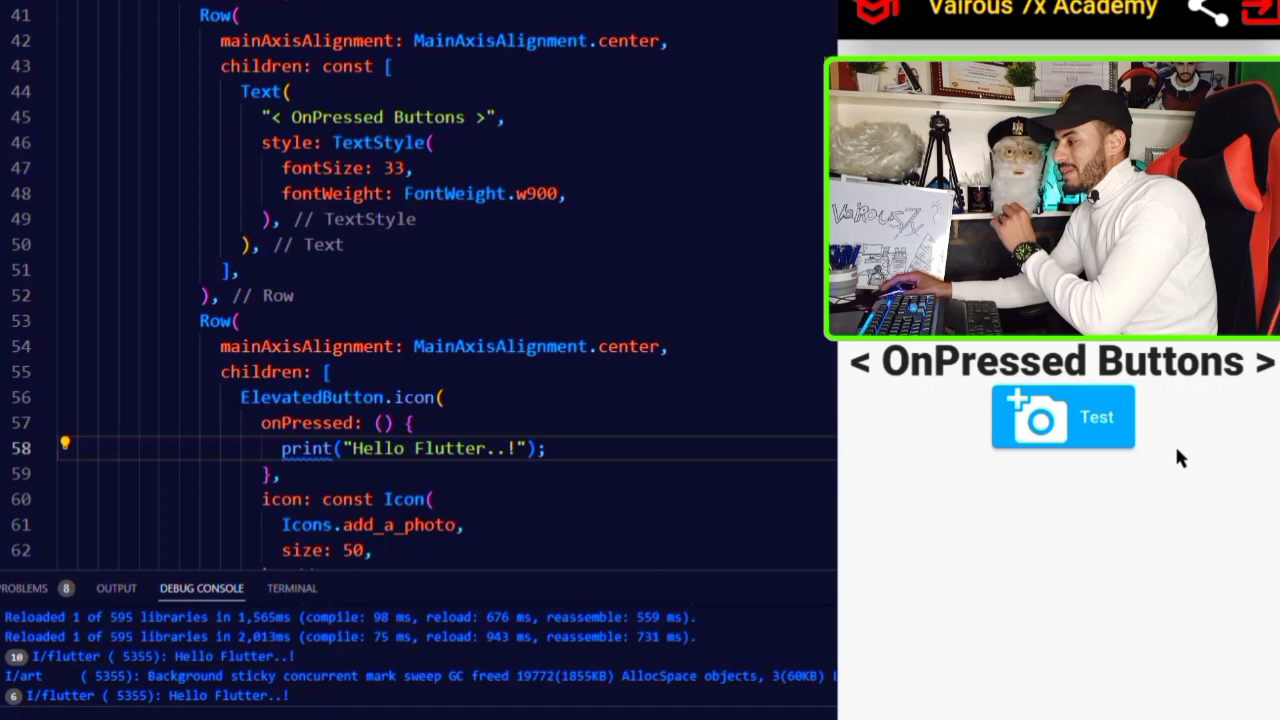 41 Row(
42 mainAxisAlignment: MainAxisAlignment.center,
43 children: const [
44 Text(
45 "< OnPressed Buttons >",
46 style: TextStyle(
47 fontSize: 33,
48 fontWeight: FontWeight.w900,
49 ), // TextStyle
50 ), // Text
51 ],
52 ), // Row
53 Row(
54 mainAxisAlignment: MainAxisAlignment.center,
55 children: [
56 ElevatedButton.icon(
57 onPressed: () {
58 print("Hello Flutter..!");
59 },
60 icon: const Icon(
61 Icons.add_a_photo,
62 size: 50,
PROBLEMS 8 OUTPUT DEBUG CONSOLE TERMINAL
Reloaded 1 of 595 libraries in 1,565ms (compile: 98 ms, reload: 676 ms, reassemble: 559 ms).
Reloaded 1 of 595 libraries in 2,013ms (compile: 75 ms, reload: 943 ms, reassemble: 731 ms).
10 I/flutter ( 5355): Hello Flutter..!
I/art ( 5355): Background sticky concurrent mark sweep GC freed 19772(1855KB) AllocSpace objects, 3(60KB)
6 I/flutter ( 5355): Hello Flutter..!
Vairous 7x Academy
VaiROUS7x
< OnPressed Buttons >
Test